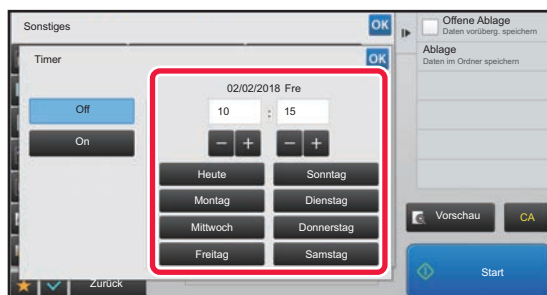 Sonstiges
OK
Timer
OK
02/02/2018 Fre
10 : 15
Off
On
Heute
Sonntag
Montag
Dienstag
Mittwoch
Donnerstag
Freitag
Samstag
Zurück
Offene Ablage
Daten vorüberg. speichern
Ablage
Daten im Ordner speichern
Vorschau
CA
Start